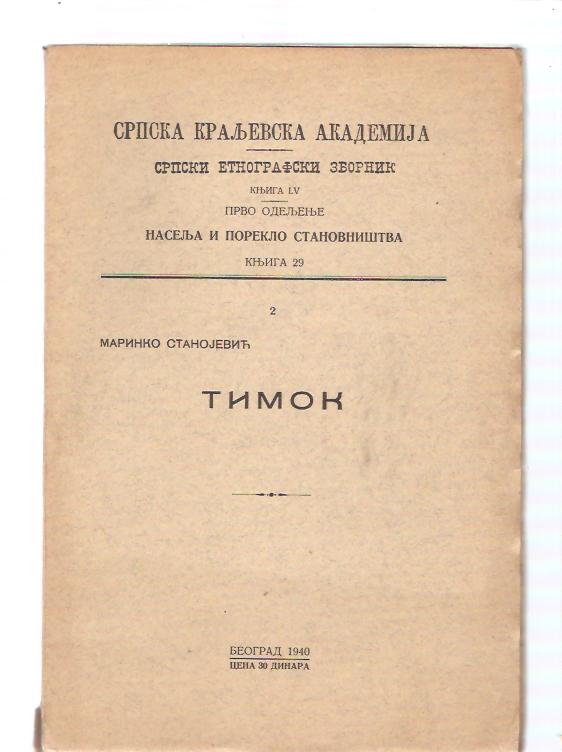 СРПСКА КРАЉЕВСКА АКАДЕМИЈА
СРПСКИ ЕТНОГРАФСКИ ЗБОРНИК
КЊИГА LV
ПРВО ОДЕЉЕЊЕ
НАСЕЉА И ПОРЕКЛО СТАНОВНИШТВА
КЊИГА 29
2
МАРИНКО СТАНОЈЕВИЋ
ТИМОК
БЕОГРАД 1940
ЦЕНА 30 ДИНАРА